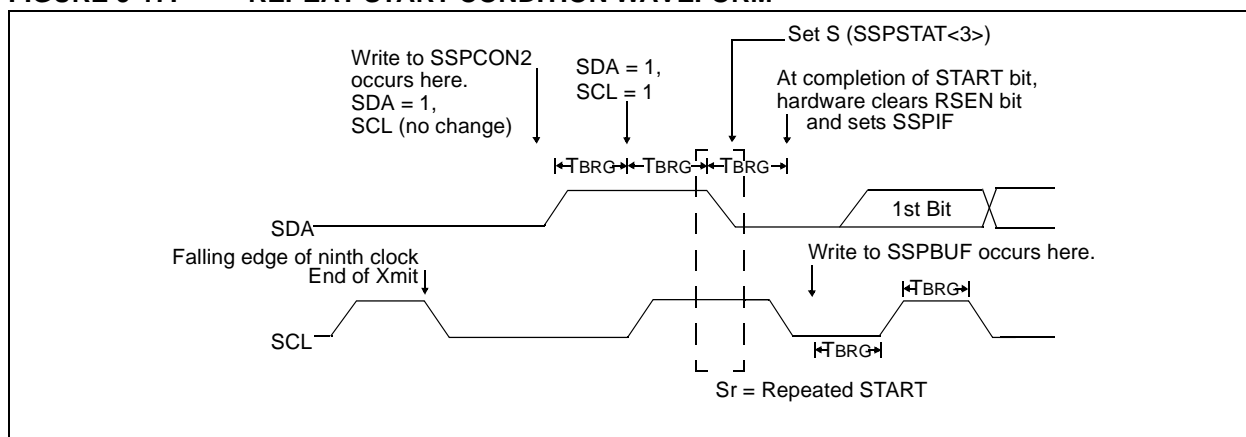 Set S (SSPSTAT<3>)
Write to SSPCON2
occurs here.
SDA = 1,
SCL (no change)
SDA = 1,
SCL = 1
At completion of START bit,
hardware clears RSEN bit
and sets SSPIF
TBRG TBRG TBRG
1st Bit
SDA
Falling edge of ninth clock
End of Xmit
Write to SSPBUF occurs here.
TBRG
SCL
TBRG
Sr = Repeated START